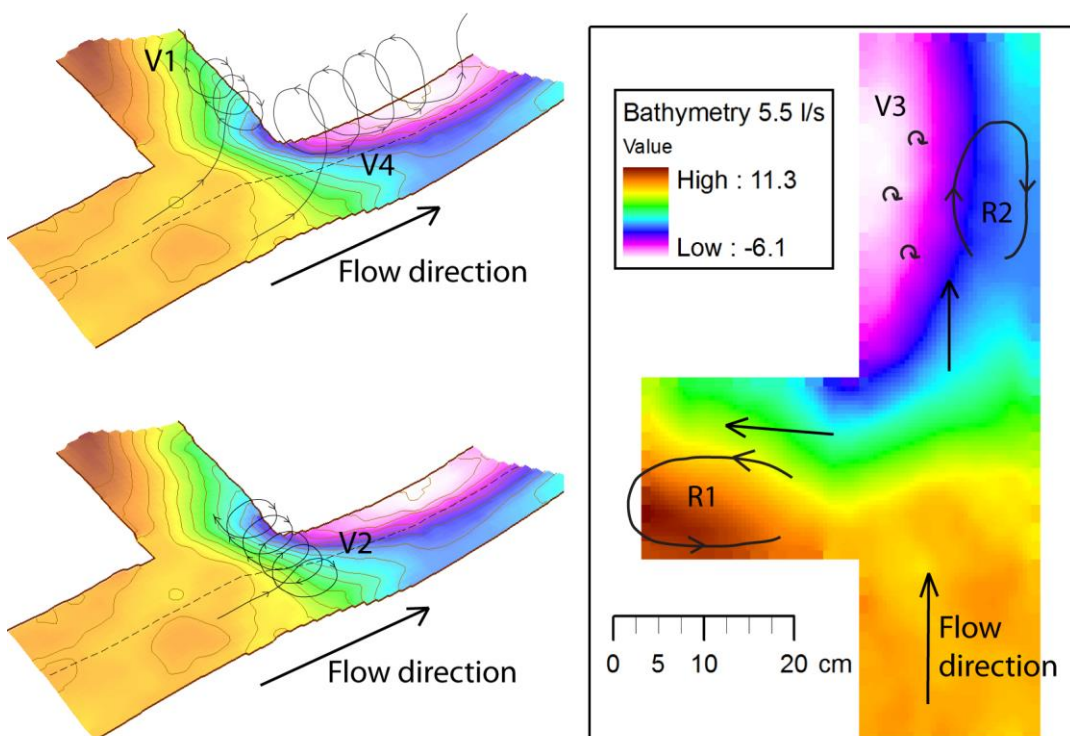 V1
V4
Flow direction
V2
Flow direction
Bathymetry 5.5 l/s
Value
High : 11.3
Low : -6.1
V3
R2
R1
Flow
direction
0 5 10 20 cm